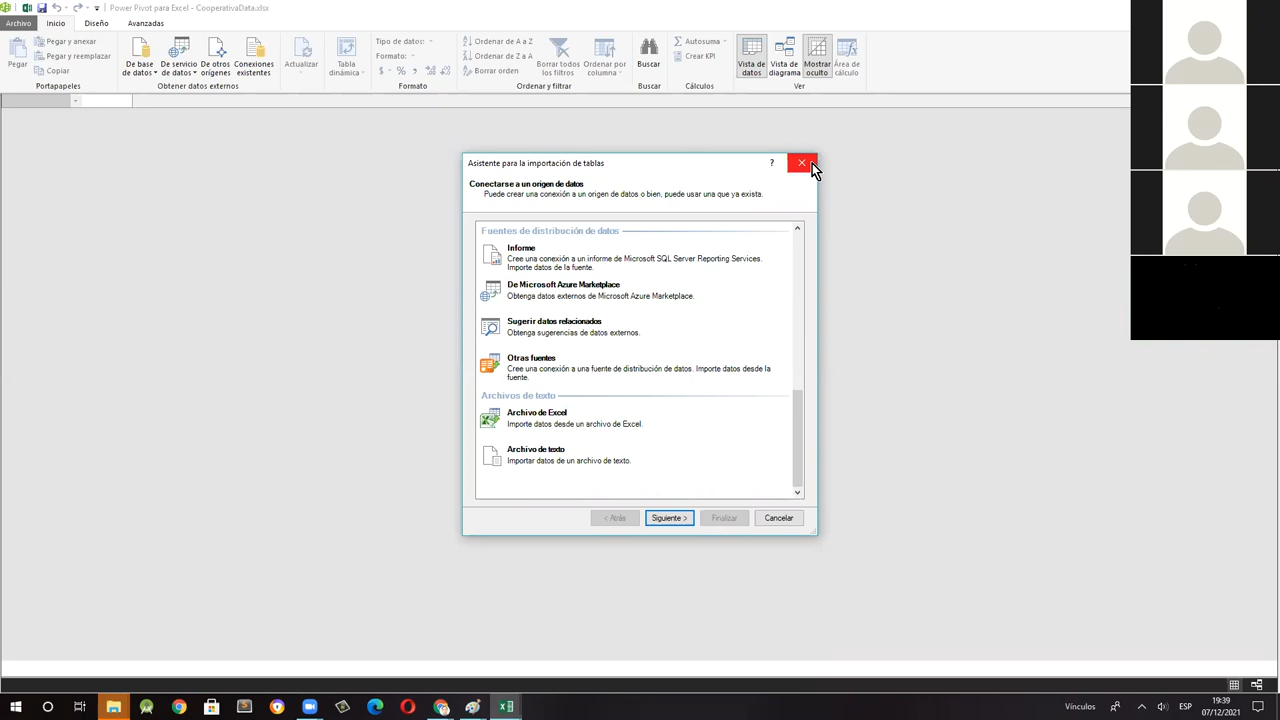 Power Pivot para Excel - CooperativaData.xlsx
Archivo Inicio Diseño Avanzadas
Pegar
Pegar y anexar
Pegar y reemplazar
Copiar
Portapapeles
De base de datos
De servicio de datos
De otros orígenes
Conexiones existentes
Obtener datos externos
Actualizar
Tabla dinámica
Tipo de datos:
Formato:
$ % ,
Formato
Ordenar de A a Z
Ordenar de Z a A
Borrar orden
Borrar todos los filtros
Ordenar por columna
Ordenar y filtrar
Buscar
Buscar
Autosuma
Crear KPI
Cálculos
Vista de datos
Vista de diagrama
Mostrar oculto
Área de cálculo
Ver
Asistente para la importación de tablas ?
Conectarse a un origen de datos
Puede crear una conexión a un origen de datos o bien, puede usar una que ya exista.
Fuentes de distribución de datos
Informe
Cree una conexión a un informe de Microsoft SQL Server Reporting Services.
Importe datos de la fuente.
De Microsoft Azure Marketplace
Obtenga datos externos de Microsoft Azure Marketplace.
Sugerir datos relacionados
Obtenga sugerencias de datos externos.
Otras fuentes
Cree una conexión a una fuente de distribución de datos. Importe datos desde la
fuente.
Archivos de texto
Archivo de Excel
Importe datos desde un archivo de Excel.
Archivo de texto
Importar datos de un archivo de texto.
< Atrás Siguiente > Finalizar Cancelar
Vínculos ESP
19:39
07/12/2021